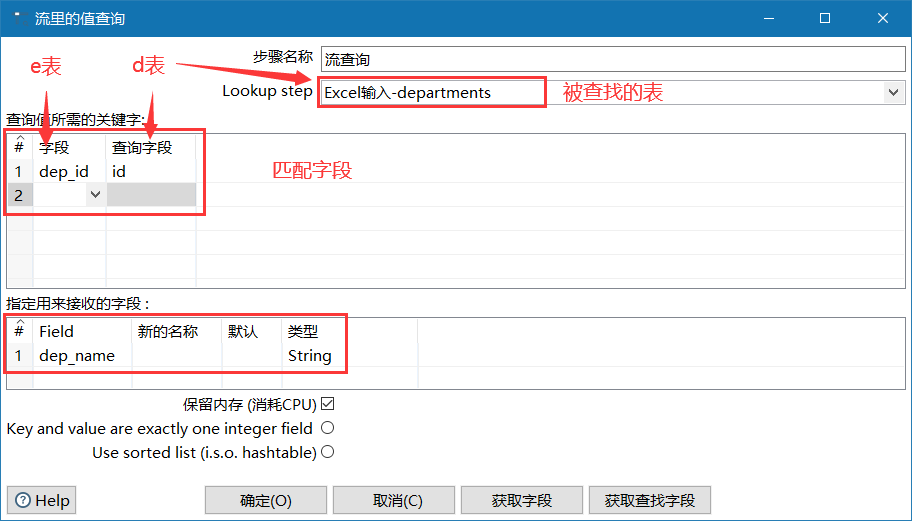 流里的值查询
步骤名称 流查询
e表 d表
Lookup step Excel输入-departments 被查找的表
查询值所需的关键字:
# 字段 查询字段
1 dep_id id
2
匹配字段
指定用来接收的字段 :
# Field 新的名称 默认 类型
1 dep_name String
保留内存 (消耗CPU)
Key and value are exactly one integer field
Use sorted list (i.s.o. hashtable)
Help 确定(O) 取消(C) 获取字段 获取查找字段